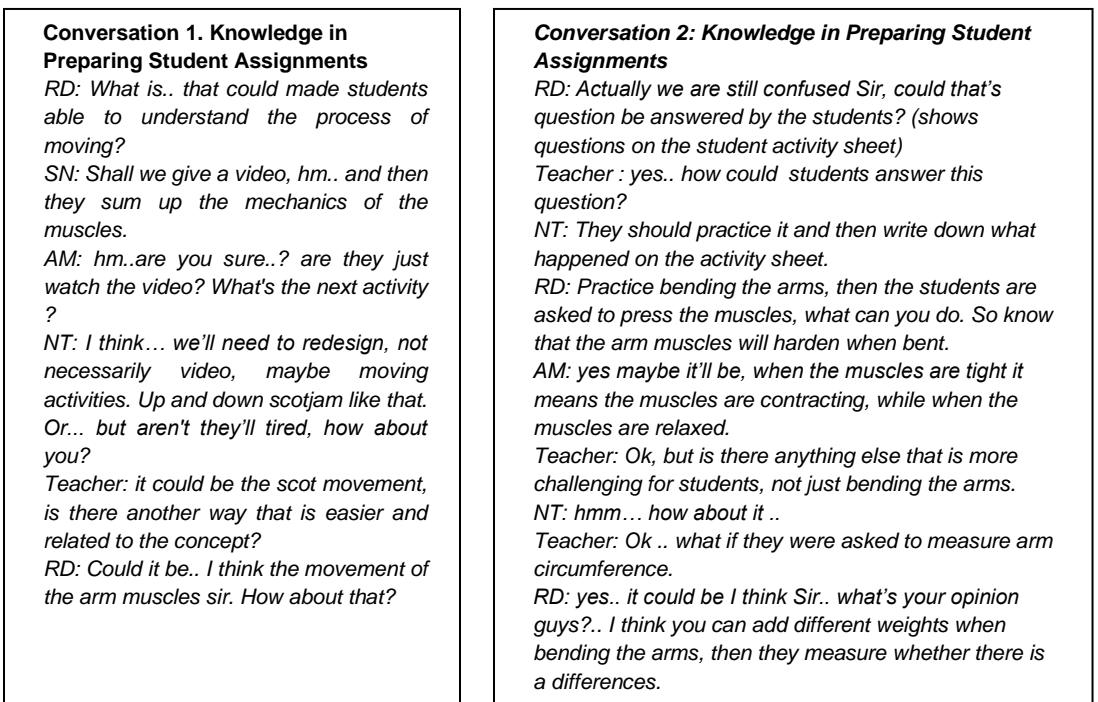 Conversation 1. Knowledge in
Preparing Student Assignments
RD: What is.. that could made students
able to understand the process of
moving?
SN: Shall we give a video, hm.. and then
they sum up the mechanics of the
muscles.
AM: hm..are you sure..? are they just
watch the video? What's the next activity
?
NT: I think… we’ll need to redesign, not
necessarily video, maybe moving
activities. Up and down scotjam like that.
Or... but aren't they’ll tired, how about
you?
Teacher: it could be the scot movement,
is there another way that is easier and
related to the concept?
RD: Could it be.. I think the movement of
the arm muscles sir. How about that?
Conversation 2: Knowledge in Preparing Student
Assignments
RD: Actually we are still confused Sir, could that’s
question be answered by the students? (shows
questions on the student activity sheet)
Teacher : yes.. how could students answer this
question?
NT: They should practice it and then write down what
happened on the activity sheet.
RD: Practice bending the arms, then the students are
asked to press the muscles, what can you do. So know
that the arm muscles will harden when bent.
AM: yes maybe it’ll be, when the muscles are tight it
means the muscles are contracting, while when the
muscles are relaxed.
Teacher: Ok, but is there anything else that is more
challenging for students, not just bending the arms.
NT: hmm… how about it ..
Teacher: Ok .. what if they were asked to measure arm
circumference.
RD: yes.. it could be I think Sir.. what’s your opinion
guys?.. I think you can add different weights when
bending the arms, then they measure whether there is
a differences.